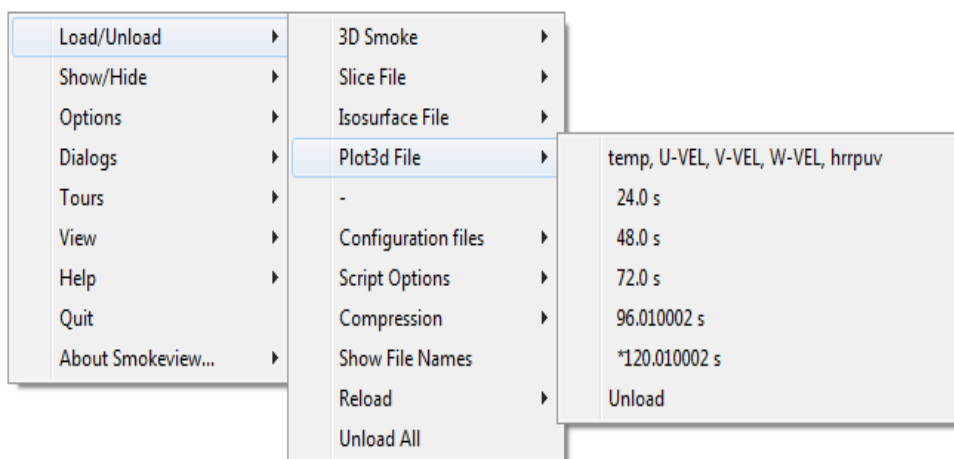 Load/Unload
Show/Hide
Options
Dialogs
Tours
View
Help
Quit
About Smokeview...
3D Smoke
Slice File
Isosurface File
Plot3d File
-
Configuration files
Script Options
Compression
Show File Names
Reload
Unload All
temp, U-VEL, V-VEL, W-VEL, hrrpuv
24.0 s
48.0 s
72.0 s
96.010002 s
*120.010002 s
Unload